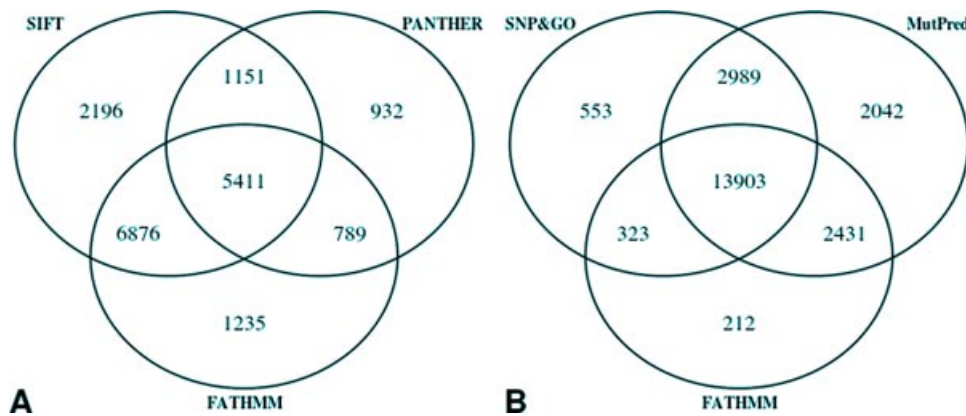 SIFT PANTHER SNP&GO MutPred
1151 2989
2196 932 553 2042
5411 13903
6876 789 323 2431
1235 212
A FATHMM B FATHMM